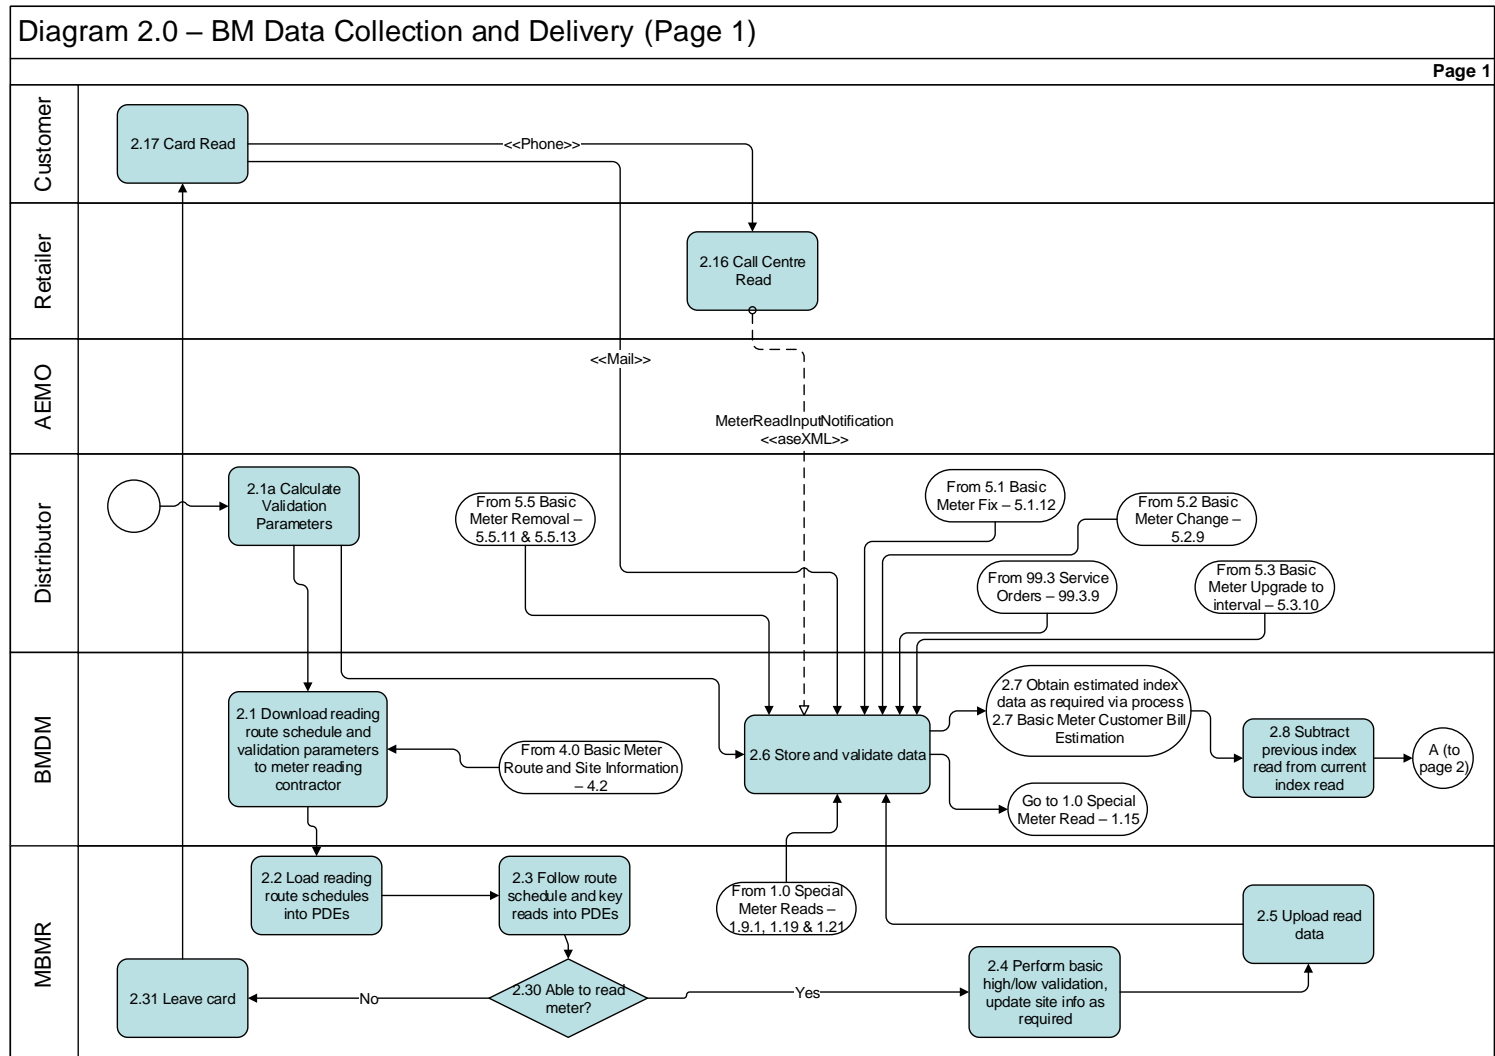 Diagram 2.0 – BM Data Collection and Delivery (Page 1)
Page 1
Customer
2.17 Card Read
<<Phone>>
Retailer
2.16 Call Centre
Read
AEMO
<<Mail>>
MeterReadInputNotification
<<aseXML>>
Distributor
2.1a Calculate
Validation
Parameters
From 5.5 Basic
Meter Removal –
5.5.11 & 5.5.13
From 5.1 Basic
Meter Fix – 5.1.12
From 5.2 Basic
Meter Change –
5.2.9
From 99.3 Service
Orders – 99.3.9
From 5.3 Basic
Meter Upgrade to
interval – 5.3.10
BMDM
2.1 Download reading
route schedule and
validation parameters
to meter reading
contractor
From 4.0 Basic Meter
Route and Site Information
– 4.2
2.6 Store and validate data
2.7 Obtain estimated index
data as required via process
2.7 Basic Meter Customer Bill
Estimation
Go to 1.0 Special
Meter Read – 1.15
2.8 Subtract
previous index
read from current
index read
A (to
page 2)
MBMR
2.2 Load reading
route schedules
into PDEs
2.3 Follow route
schedule and key
reads into PDEs
From 1.0 Special
Meter Reads –
1.9.1, 1.19 & 1.21
2.5 Upload read
data
2.31 Leave card
No
2.30 Able to read
meter?
Yes
2.4 Perform basic
high/low validation,
update site info as
required